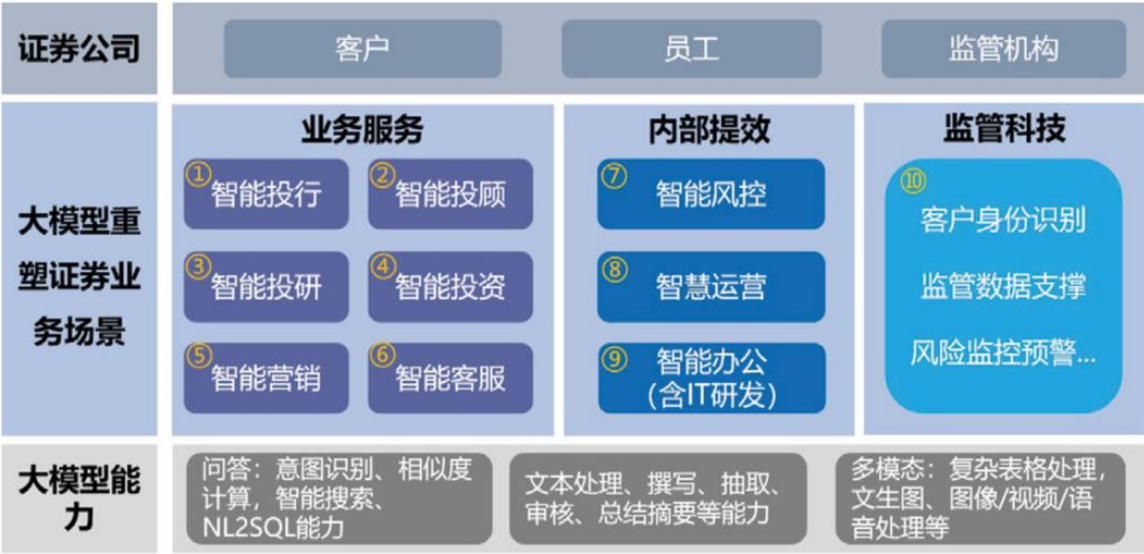 证券公司
客户
员工
监管机构
大模型重
塑证券业
务场景
业务服务
① 智能投行
② 智能投顾
③ 智能投研
④ 智能投资
⑤ 智能营销
⑥ 智能客服
内部提效
⑦ 智能风控
⑧ 智慧运营
⑨ 智能办公
（含IT研发）
监管科技
⑩
客户身份识别
监管数据支撑
风险监控预警...
大模型能
力
问答：意图识别、相似度
计算，智能搜索、
NL2SQL能力
文本处理、撰写、抽取、
审核、总结摘要等能力
多模态：复杂表格处理，
文生图、图像/视频/语
音处理等